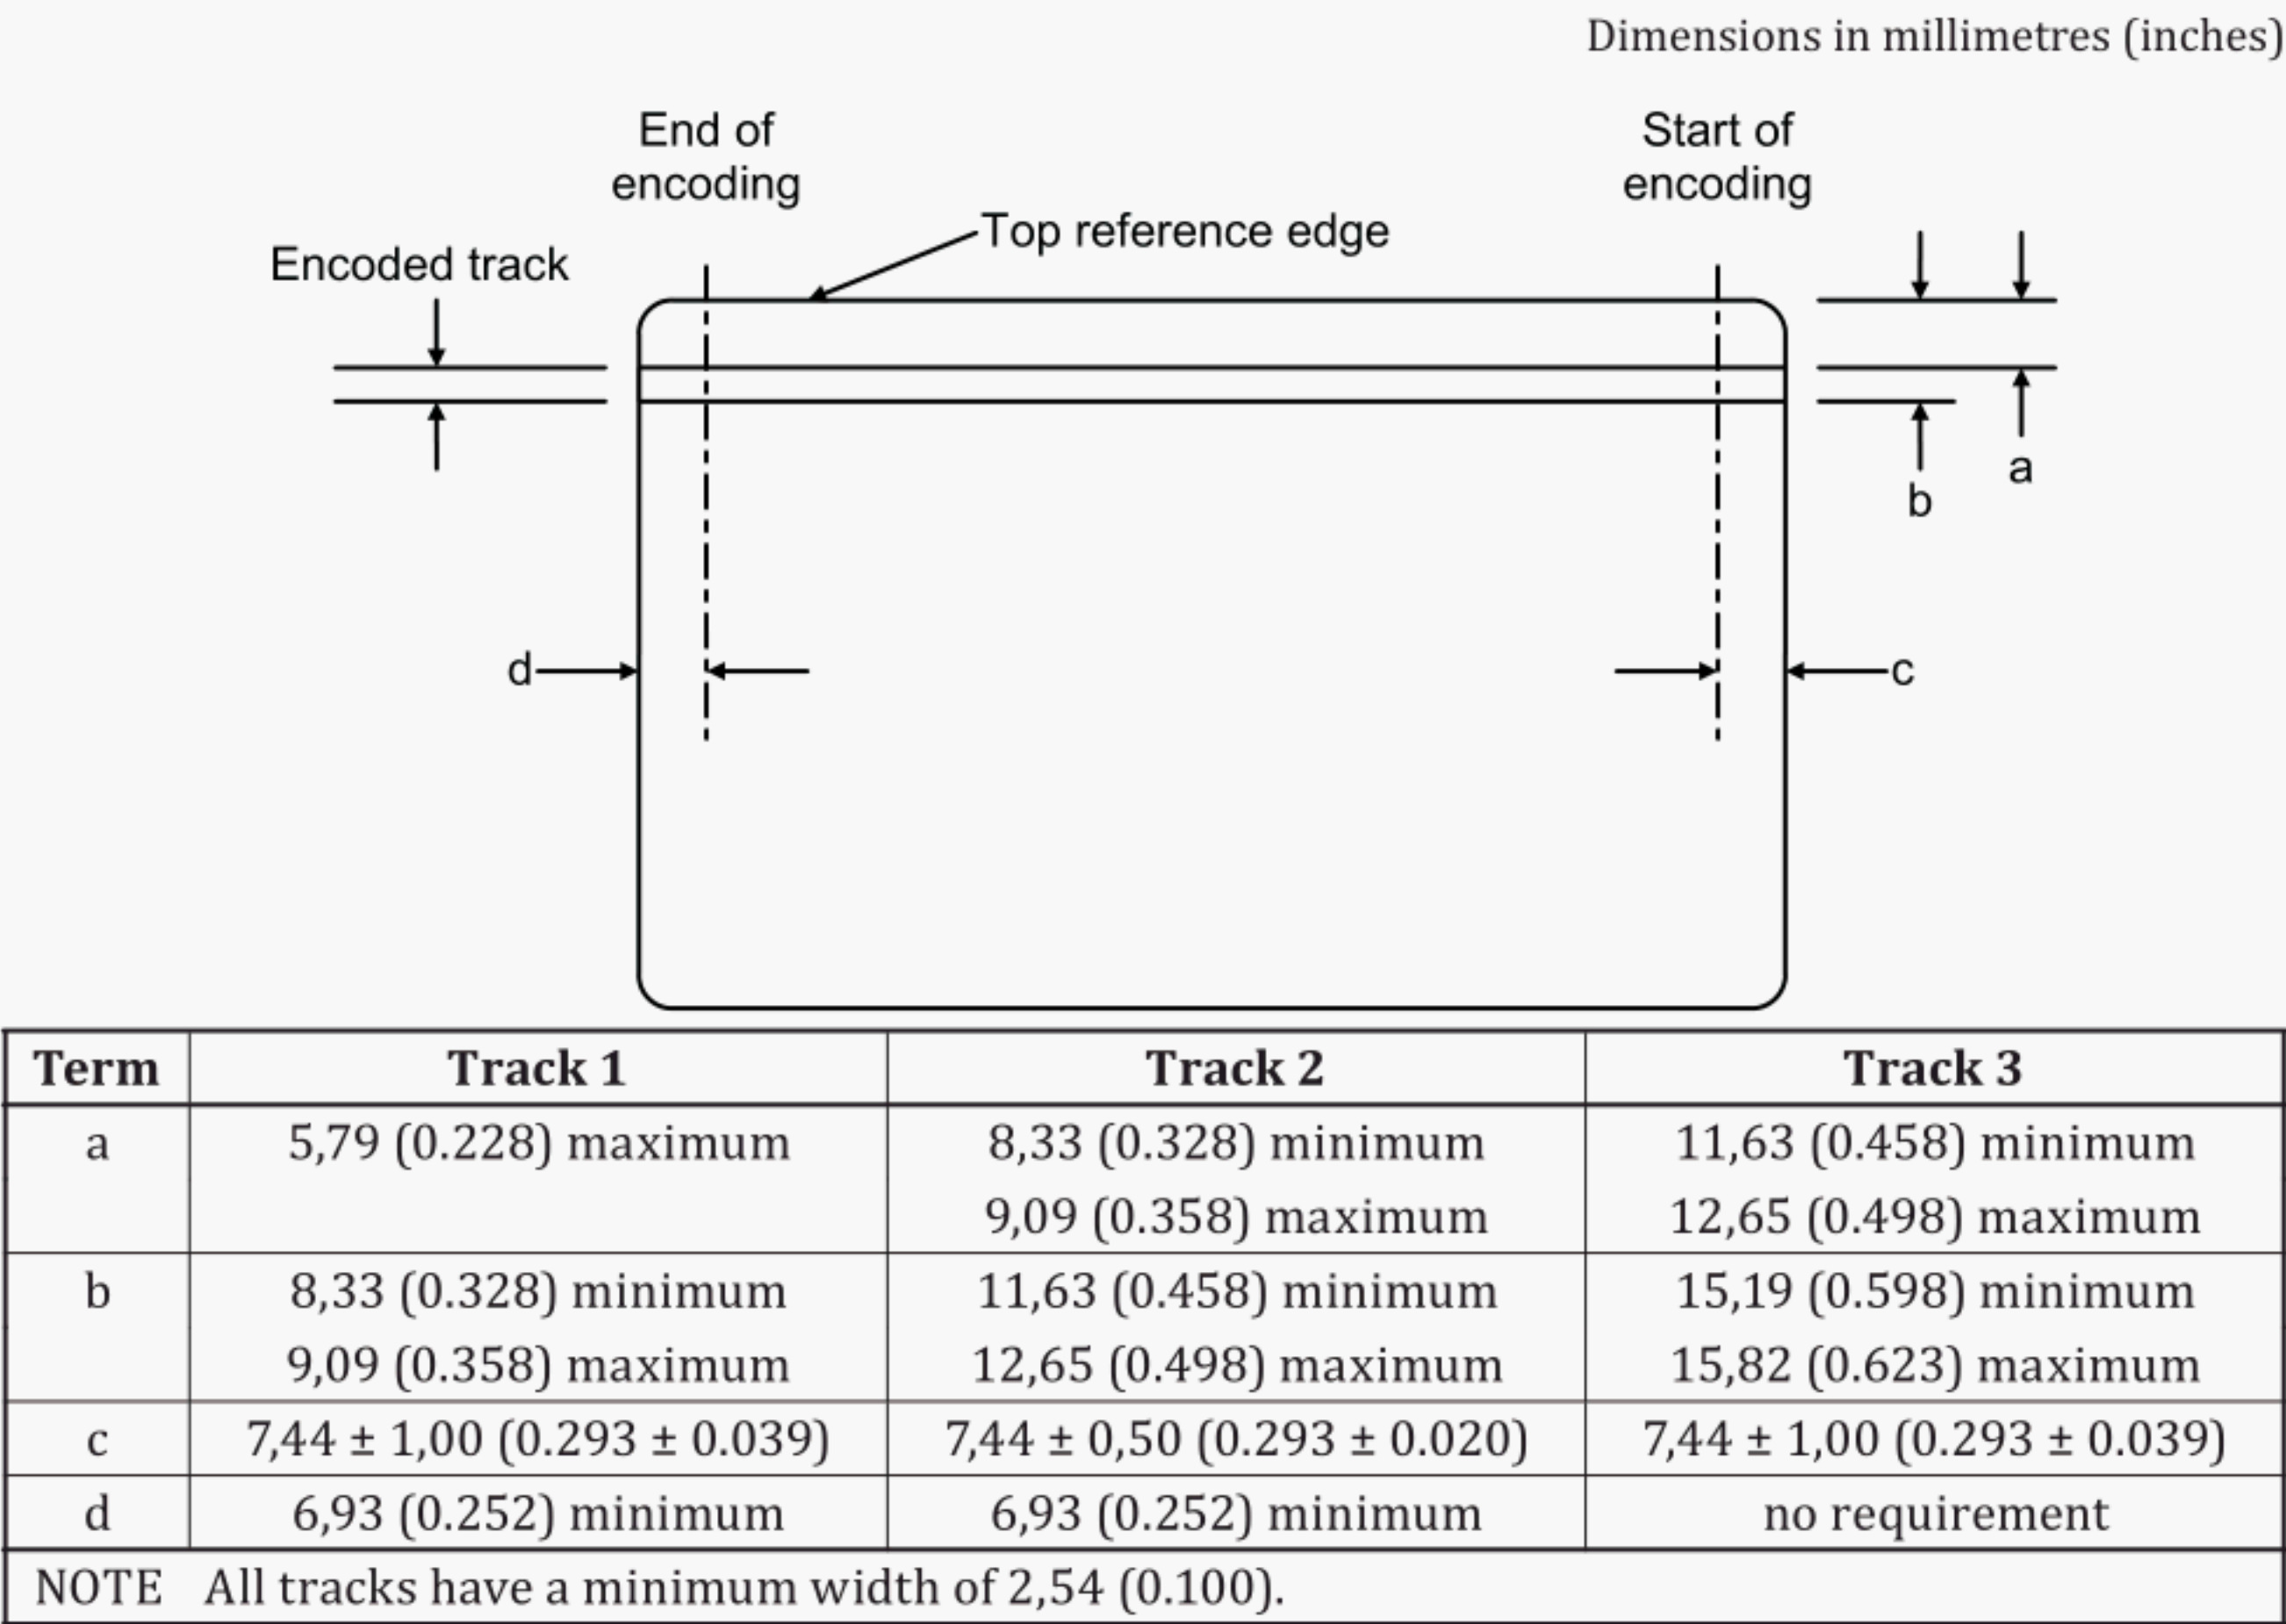 Dimensions in millimetres (inches)
End of
encoding
Start of
encoding
Top reference edge
Encoded track
a
b
d
c
Term Track 1 Track 2 Track 3
a 5,79 (0.228) maximum 8,33 (0.328) minimum 11,63 (0.458) minimum
9,09 (0.358) maximum 12,65 (0.498) maximum
b 8,33 (0.328) minimum 11,63 (0.458) minimum 15,19 (0.598) minimum
9,09 (0.358) maximum 12,65 (0.498) maximum 15,82 (0.623) maximum
c 7,44 ± 1,00 (0.293 ± 0.039) 7,44 ± 0,50 (0.293 ± 0.020) 7,44 ± 1,00 (0.293 ± 0.039)
d 6,93 (0.252) minimum 6,93 (0.252) minimum no requirement
NOTE All tracks have a minimum width of 2,54 (0.100).